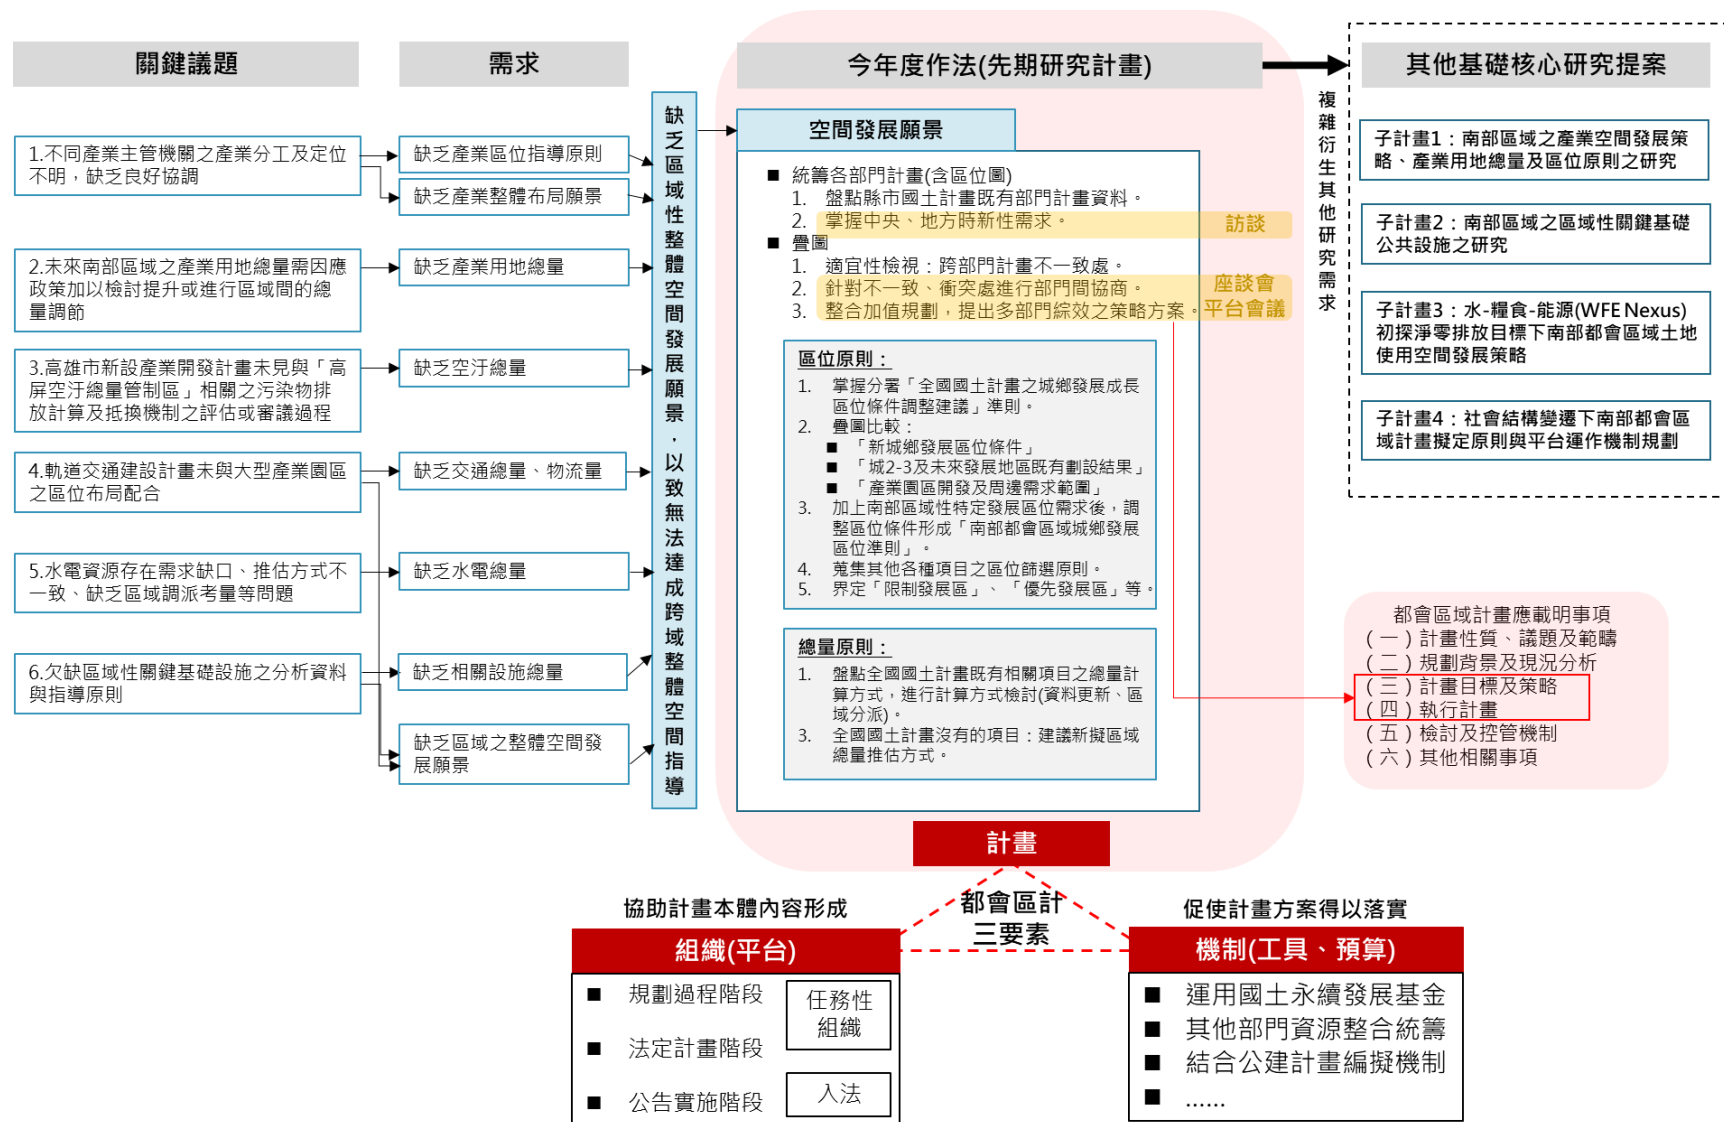 關鍵議題
1.不同產業主管機關之產業分工及定位
不明，缺乏良好協調
2.未來南部區域之產業用地總量需因應
政策加以檢討提升或進行區域間的總
量調節
3.高雄市新設產業開發計畫未見與「高
屏空汙總量管制區」相關之污染物排
放計算及抵換機制之評估或審議過程
4.軌道交通建設計畫未與大型產業園區
之區位布局配合
5.水電資源存在需求缺口、推估方式不
一致、缺乏區域調派考量等問題
6.欠缺區域性關鍵基礎設施之分析資料
與指導原則
需求
缺乏產業區位指導原則
缺乏產業整體布局願景
缺乏產業用地總量
缺乏空汙總量
缺乏交通總量、物流量
缺乏水電總量
缺乏相關設施總量
缺乏區域之整體空間發
展願景
缺乏區域性整體空間發展願景，以致無法達成跨域整體空間指導
今年度作法(先期研究計畫)
空間發展願景
■ 統籌各部門計畫(含區位圖)
1. 盤點縣市國土計畫既有部門計畫資料。
2. 掌握中央、地方時新性需求。
訪談
■ 疊圖
1. 適宜性檢視：跨部門計畫不一致處。
2. 針對不一致、衝突處進行部門間協商。
3. 整合加值規劃，提出多部門綜效之策略方案。
座談會
平台會議
區位原則：
1. 掌握分署「全國國土計畫之城鄉發展成長
區位條件調整建議」準則。
2. 疊圖比較：
■ 「新城鄉發展區位條件」
■ 「城2-3及未來發展地區既有劃設結果」
■ 「產業園區開發及周邊需求範圍」
3. 加上南部區域性特定發展區位需求後，調
整區位條件形成「南部都會區域城鄉發展
區位準則」。
4. 蒐集其他各種項目之區位篩選原則。
5. 界定「限制發展區」、「優先發展區」等。
總量原則：
1. 盤點全國國土計畫既有相關項目之總量計
算方式，進行計算方式檢討(資料更新、區
域分派)。
3. 全國國土計畫沒有的項目：建議新擬區域
總量推估方式。
複雜衍生其他研究需求
其他基礎核心研究提案
子計畫1：南部區域之產業空間發展策
略、產業用地總量及區位原則之研究
子計畫2：南部區域之區域性關鍵基礎
公共設施之研究
子計畫3：水-糧食-能源(WFE Nexus)
初探淨零排放目標下南部都會區域土地
使用空間發展策略
子計畫4：社會結構變遷下南部都會區
域計畫擬定原則與平台運作機制規劃
都會區域計畫應載明事項
（一）計畫性質、議題及範疇
（二）規劃背景及現況分析
（三）計畫目標及策略
（四）執行計畫
（五）檢討及控管機制
（六）其他相關事項
計畫
都會區計
三要素
協助計畫本體內容形成
組織(平台)
■ 規劃過程階段
■ 法定計畫階段
■ 公告實施階段
任務性
組織
入法
促使計畫方案得以落實
機制(工具、預算)
■ 運用國土永續發展基金
■ 其他部門資源整合統籌
■ 結合公建計畫編擬機制
■ ......